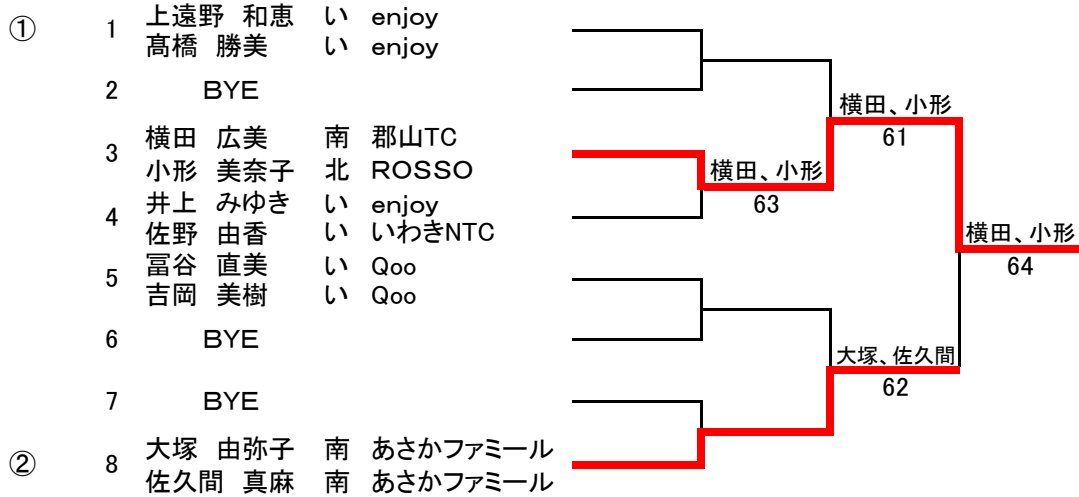 ① 1 上遠野 和恵 い enjoy
髙橋 勝美 い enjoy
2 BYE
3 横田 広美 南 郡山TC
小形 美奈子 北 ROSSO
4 井上 みゆき い enjoy
佐野 由香 い いわきNTC
5 冨谷 直美 い Qoo
吉岡 美樹 い Qoo
6 BYE
7 BYE
② 8 大塚 由弥子 南 あさかファミール
佐久間 真麻 南 あさかファミール
横田、小形
63
横田、小形
61
大塚、佐久間
62
横田、小形
64